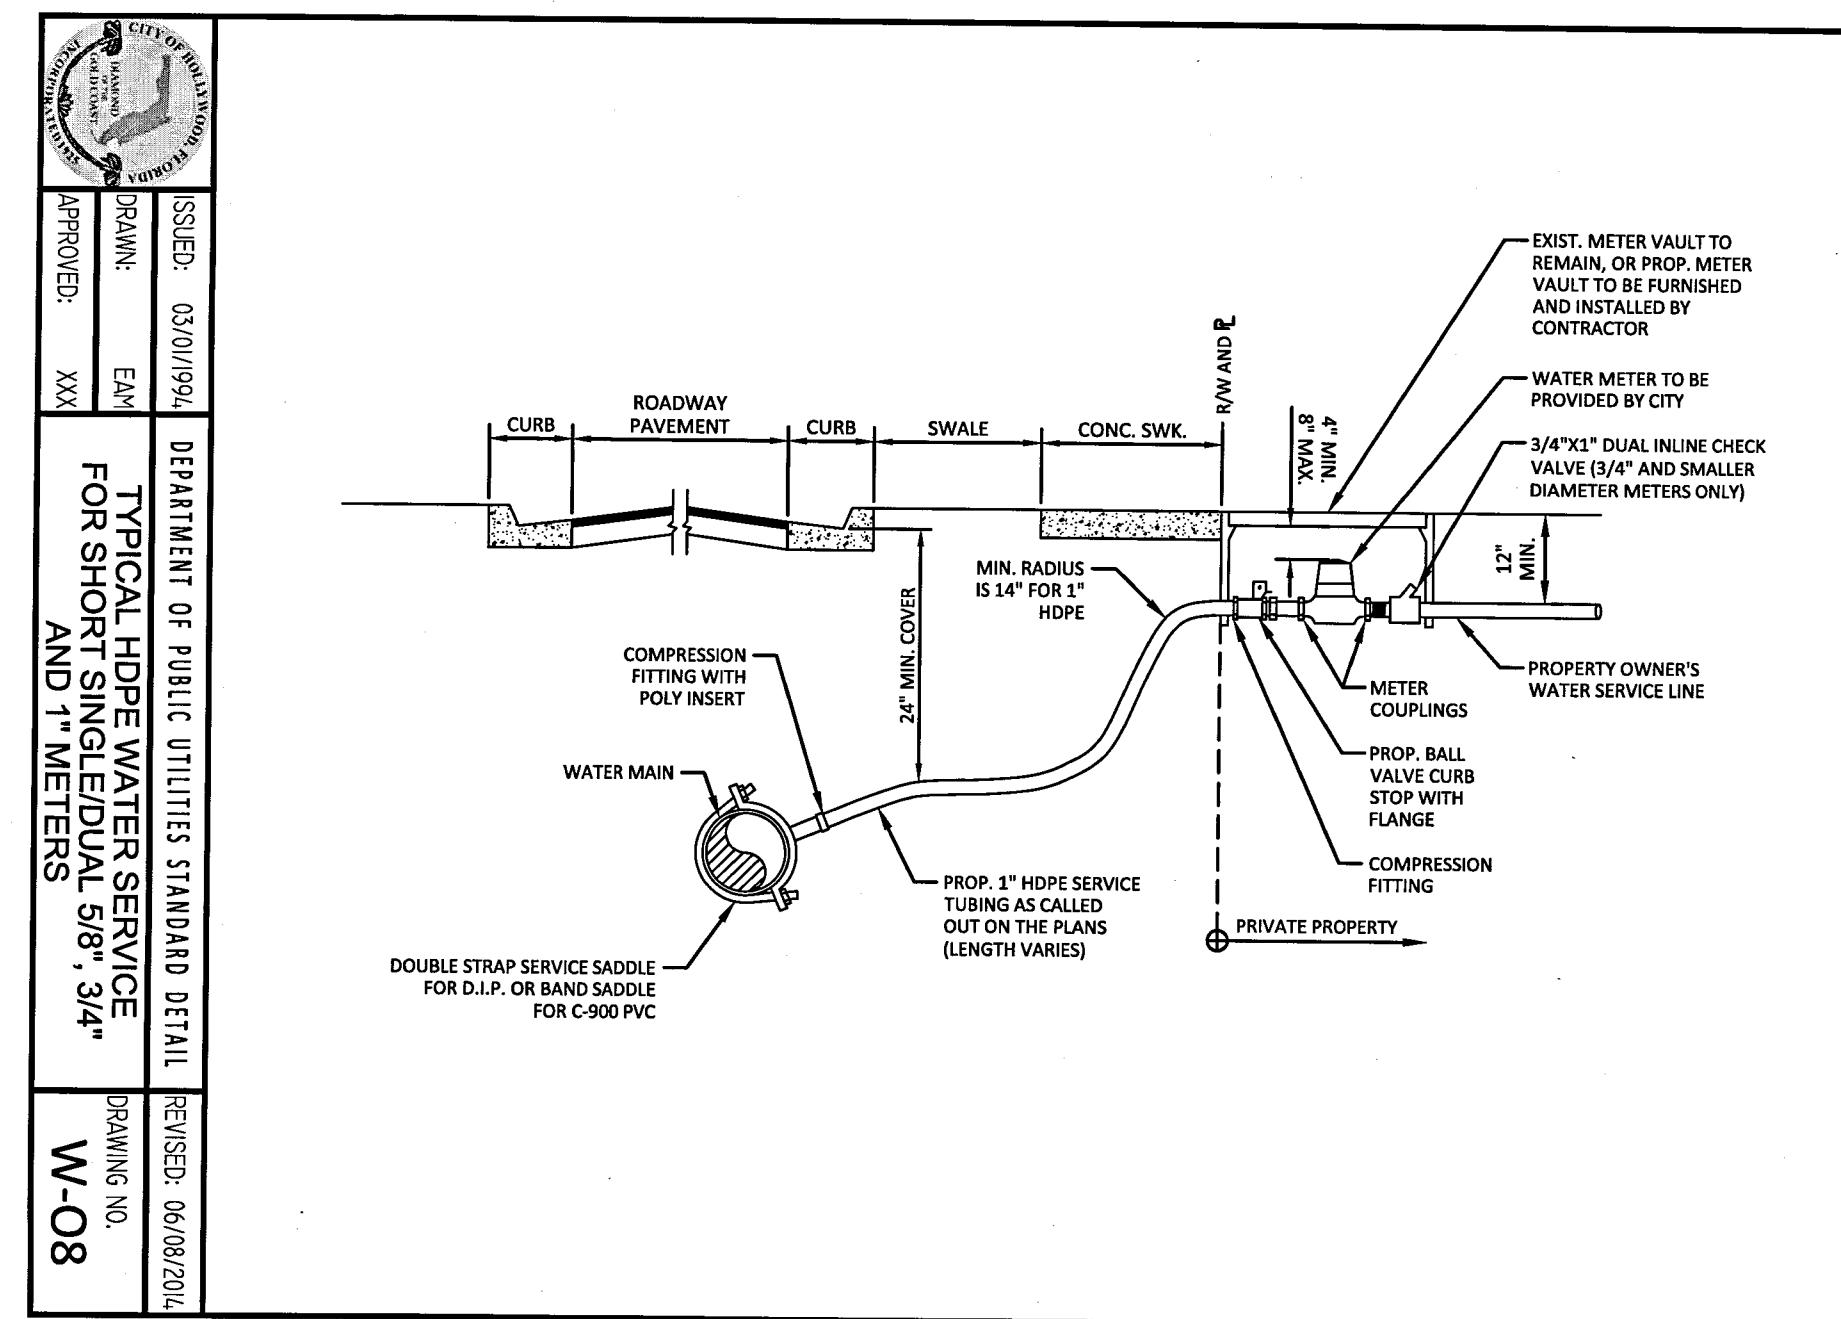 CITY OF HOLLYWOOD, FLORIDA
INCORPORATED 1925
DIAMOND
OF THE
GOLD COAST
ISSUED: 03/01/1994
DRAWN: EAM
APPROVED: XXX
DEPARTMENT OF PUBLIC UTILITIES STANDARD DETAIL
TYPICAL HDPE WATER SERVICE
FOR SHORT SINGLE/DUAL 5/8", 3/4"
AND 1" METERS
REVISED: 06/08/2014
DRAWING NO.
W-08
EXIST. METER VAULT TO
REMAIN, OR PROP. METER
VAULT TO BE FURNISHED
AND INSTALLED BY
CONTRACTOR
WATER METER TO BE
PROVIDED BY CITY
3/4"X1" DUAL INLINE CHECK
VALVE (3/4" AND SMALLER
DIAMETER METERS ONLY)
R/W AND PL
4" MIN.
8" MAX.
CURB
ROADWAY
PAVEMENT
CURB
SWALE
CONC. SWK.
12"
MIN.
MIN. RADIUS
IS 14" FOR 1"
HDPE
24" MIN. COVER
COMPRESSION
FITTING WITH
POLY INSERT
WATER MAIN
PROPERTY OWNER'S
WATER SERVICE LINE
METER
COUPLINGS
PROP. BALL
VALVE CURB
STOP WITH
FLANGE
COMPRESSION
FITTING
PROP. 1" HDPE SERVICE
TUBING AS CALLED
OUT ON THE PLANS
(LENGTH VARIES)
PRIVATE PROPERTY
DOUBLE STRAP SERVICE SADDLE
FOR D.I.P. OR BAND SADDLE
FOR C-900 PVC